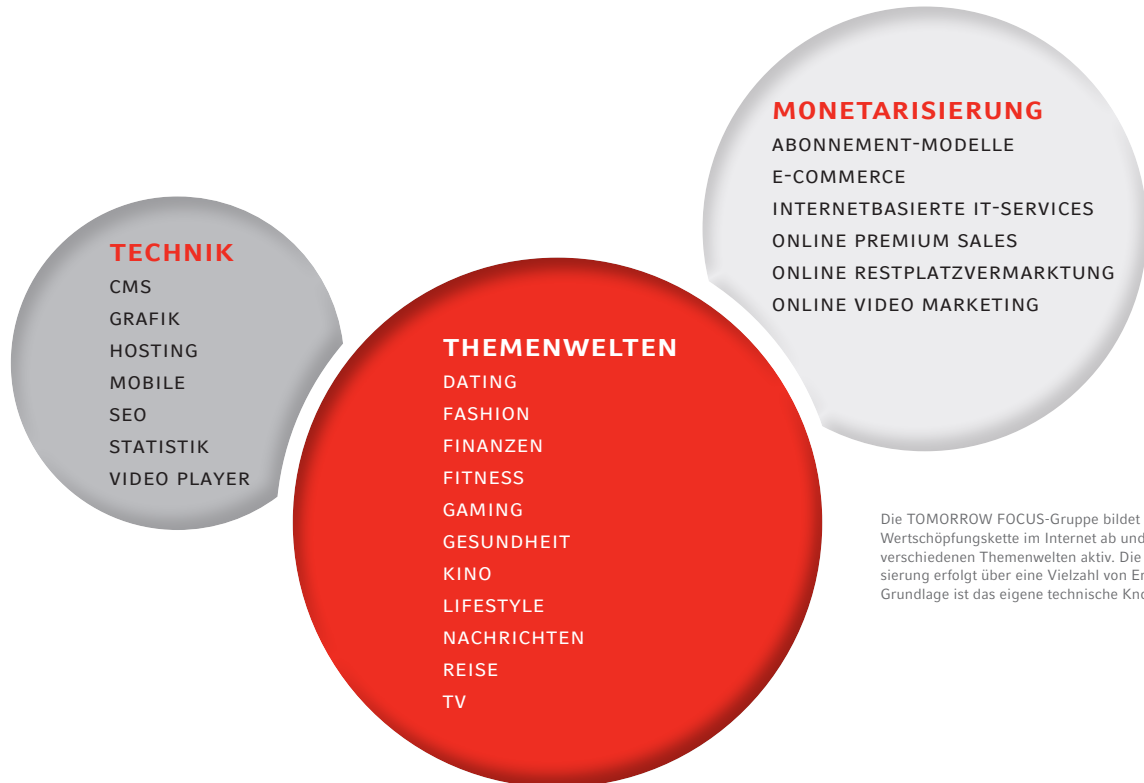 TECHNIK
CMS
GRAFIK
HOSTING
MOBILE
SEO
STATISTIK
VIDEO PLAYER
THEMENWELTEN
DATING
FASHION
FINANZEN
FITNESS
GAMING
GESUNDHEIT
KINO
LIFESTYLE
NACHRICHTEN
REISE
TV
MONETARISIERUNG
ABONNEMENT-MODELLE
E-COMMERCE
INTERNETBASIERTE IT-SERVICES
ONLINE PREMIUM SALES
ONLINE RESTPLATZVERMARKTUNG
ONLINE VIDEO MARKETING
Die TOMORROW FOCUS-Gruppe bildet
Wertschöpfungskette im Internet ab und
verschiedenen Themenwelten aktiv. Die
sierung erfolgt über eine Vielzahl von
Grundlage ist das eigene technische